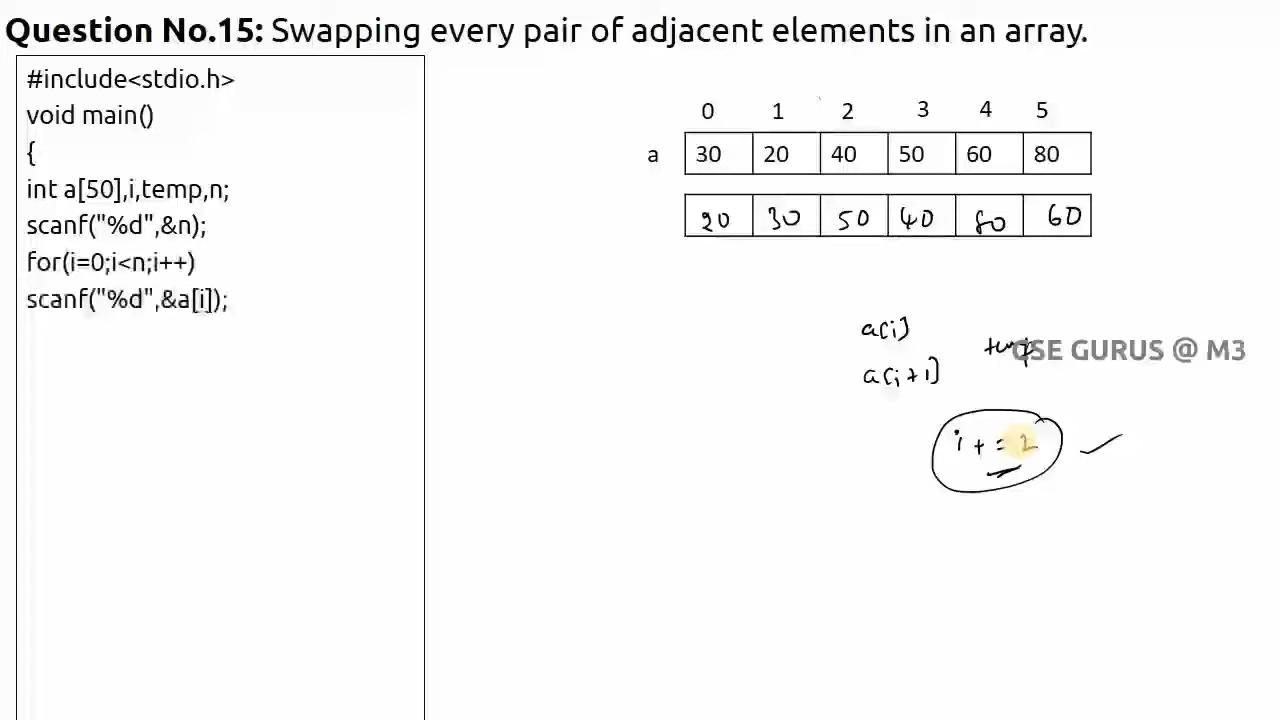 Question No.15: Swapping every pair of adjacent elements in an array.
#include<stdio.h>
void main()
{
int a[50],i,temp,n;
scanf("%d",&n);
for(i=0;i<n;i++)
scanf("%d",&a[i]);
0 1 2 3 4 5
a 30 20 40 50 60 80
20 30 50 40 80 60
a[i]
temp
CSE GURUS @ M3
a[i+1]
i+=2